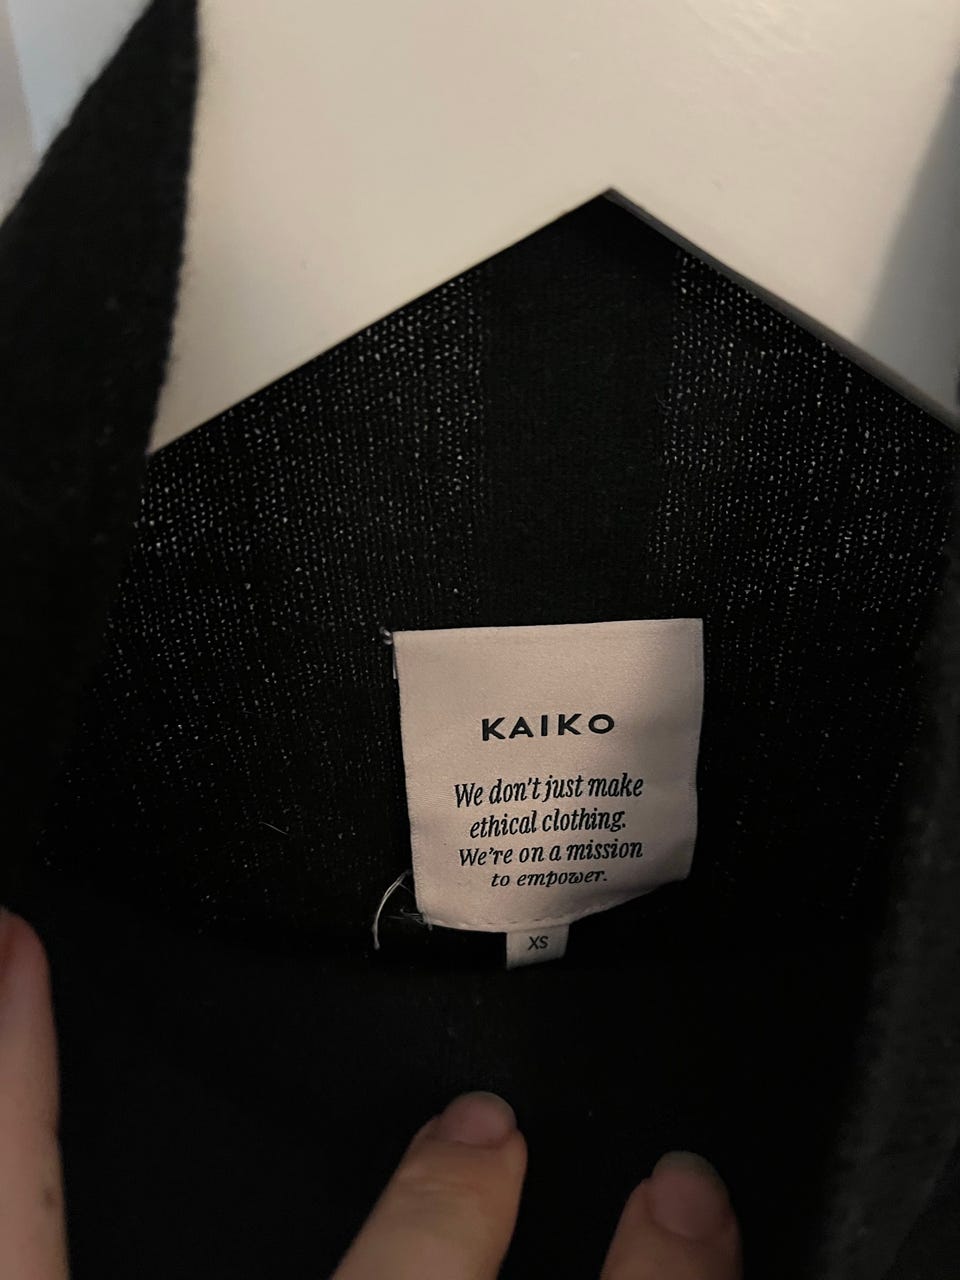 KAIKO
We don't just make
ethical clothing.
We're on a mission
to empower.
XS